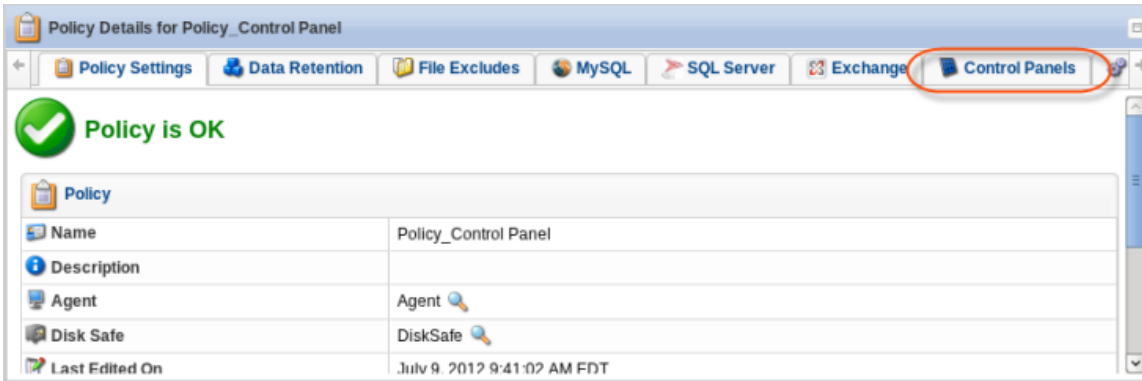 Policy Details for Policy_Control Panel
Policy Settings Data Retention File Excludes MySQL SQL Server Exchange Control Panels
Policy is OK
Policy
Name Policy_Control Panel
Description
Agent Agent
Disk Safe DiskSafe
Last Edited On July 9, 2012 9:41:02 AM EDT